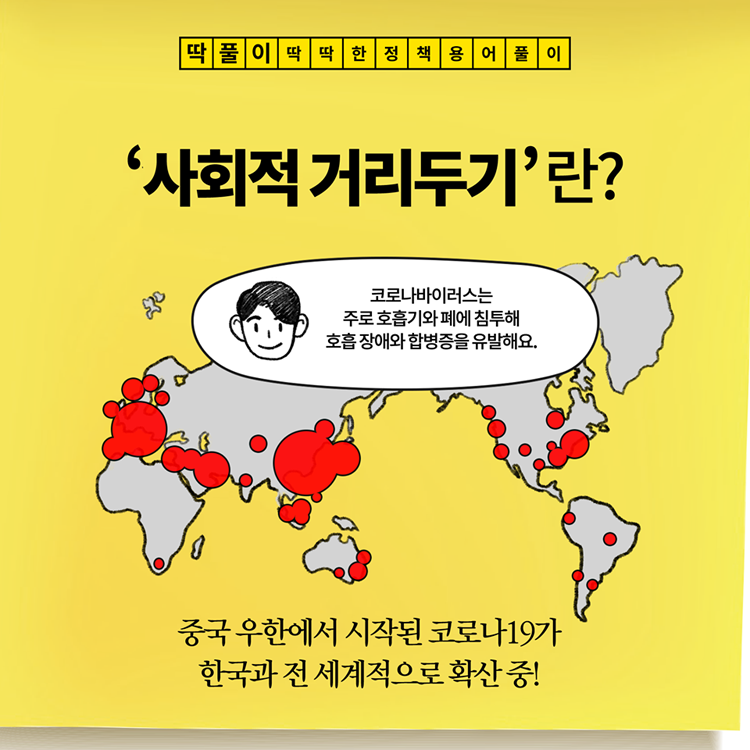 딱풀이딱딱한정책용어풀이
‘사회적 거리두기’란?
코로나바이러스는
주로 호흡기와 폐에 침투해
호흡 장애와 합병증을 유발해요.
중국 우한에서 시작된 코로나19가
한국과 전 세계적으로 확산 중!